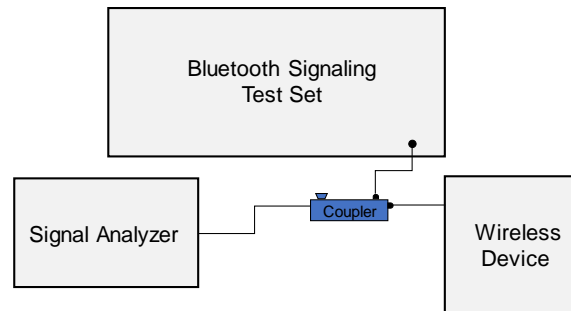 Bluetooth Signaling
Test Set
Signal Analyzer
Coupler
Wireless
Device